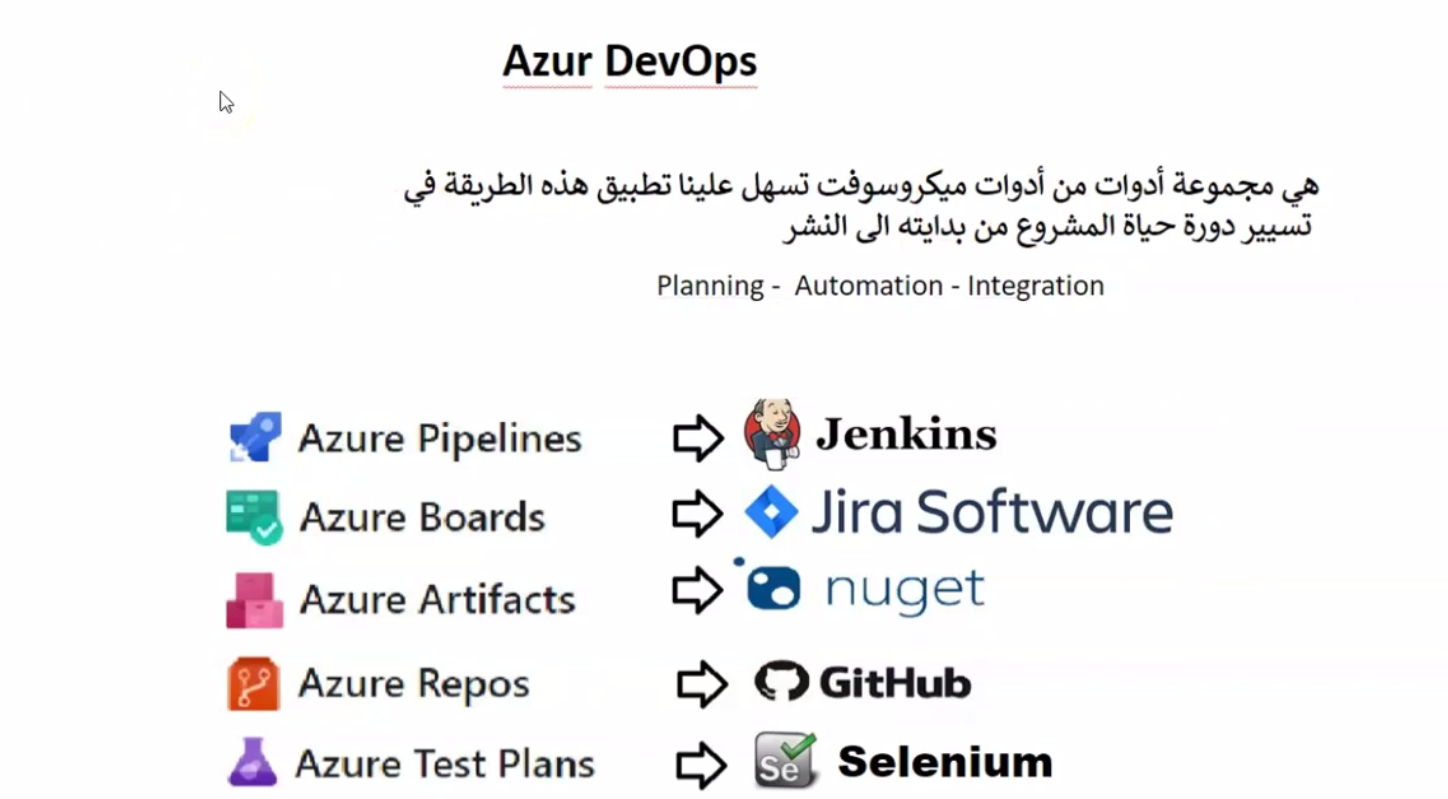 Azur DevOps
هي مجموعة أدوات من أدوات ميكروسوفت تسهل علينا تطبيق هذه الطريقة في
تسيير دورة حياة المشروع من بدايته الى النشر
Planning - Automation - Integration
Azure Pipelines Jenkins
Azure Boards Jira Software
Azure Artifacts nuget
Azure Repos GitHub
Azure Test Plans Se Selenium